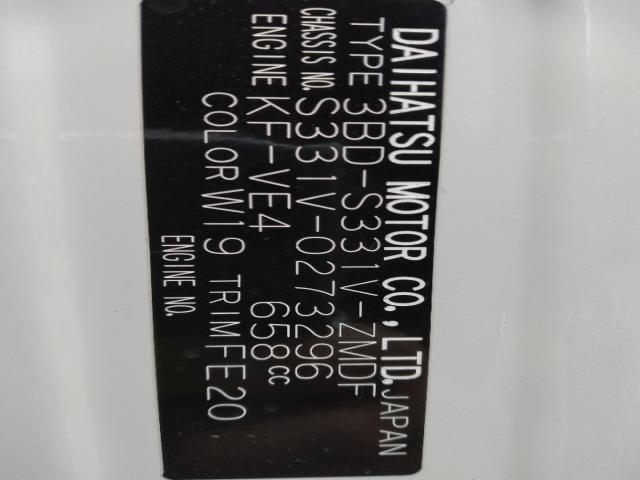 DAIHATSU MOTOR CO., LTD. JAPAN
TYPE 3BD-S331V-ZMDF
CHASSIS NO. S331V-0273296
ENGINE KF-VE4 658cc
COLOR W19 TRIM FE20
ENGINE NO.